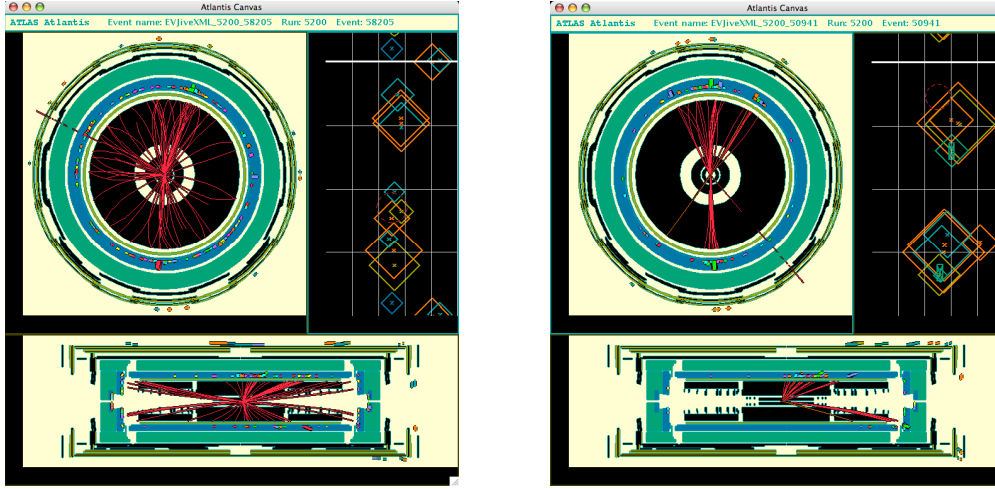 Atlantis Canvas
ATLAS Atlantis Event name: EVJiveXML_5200_58205 Run: 5200 Event: 58205
Atlantis Canvas
ATLAS Atlantis Event name: EVJiveXML_5200_50941 Run: 5200 Event: 50941